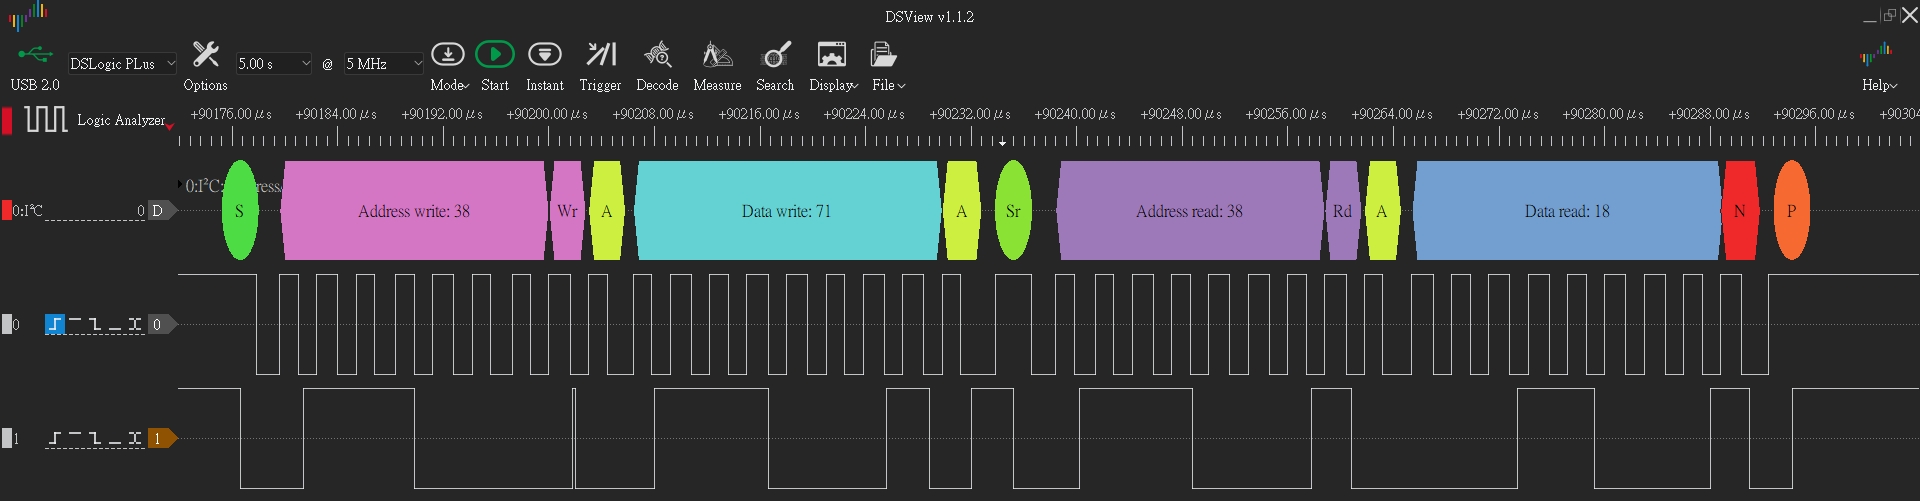 DSView v1.1.2
USB 2.0
DSLogic PLus
Options
5.00 s
@
5 MHz
Mode
Start
Instant
Trigger
Decode
Measure
Search
Display
File
Help
Logic Analyzer
+90176.00 μs +90184.00 μs +90192.00 μs +90200.00 μs +90208.00 μs +90216.00 μs +90224.00 μs +90232.00 μs +90240.00 μs +90248.00 μs +90256.00 μs +90264.00 μs +90272.00 μs +90280.00 μs +90288.00 μs +90296.00 μs +90304
0:I²C:
0:I²C 0 D
S Address write: 38 Wr A Data write: 71 A Sr Address read: 38 Rd A Data read: 18 N P
0 0
1 1